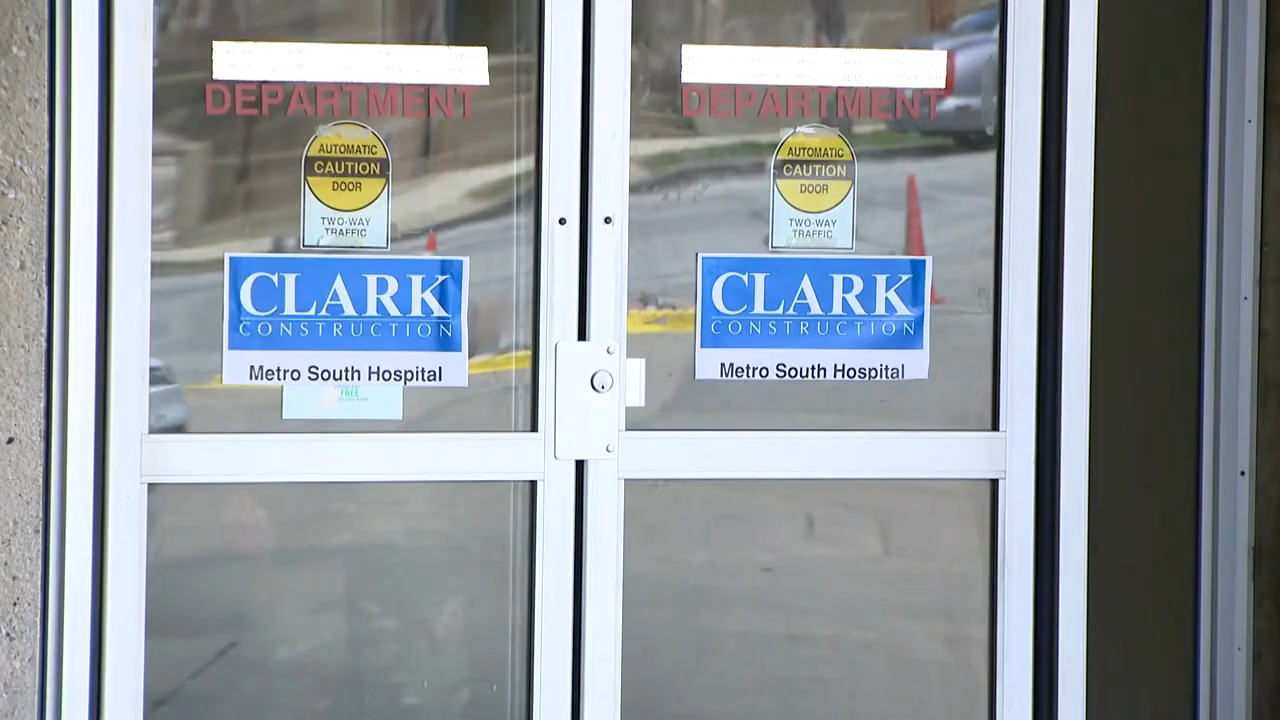 DEPARTMENT
AUTOMATIC
CAUTION
DOOR
TWO-WAY
TRAFFIC
CLARK
CONSTRUCTION
Metro South Hospital
FREE
DEPARTMENT
AUTOMATIC
CAUTION
DOOR
TWO-WAY
TRAFFIC
CLARK
CONSTRUCTION
Metro South Hospital